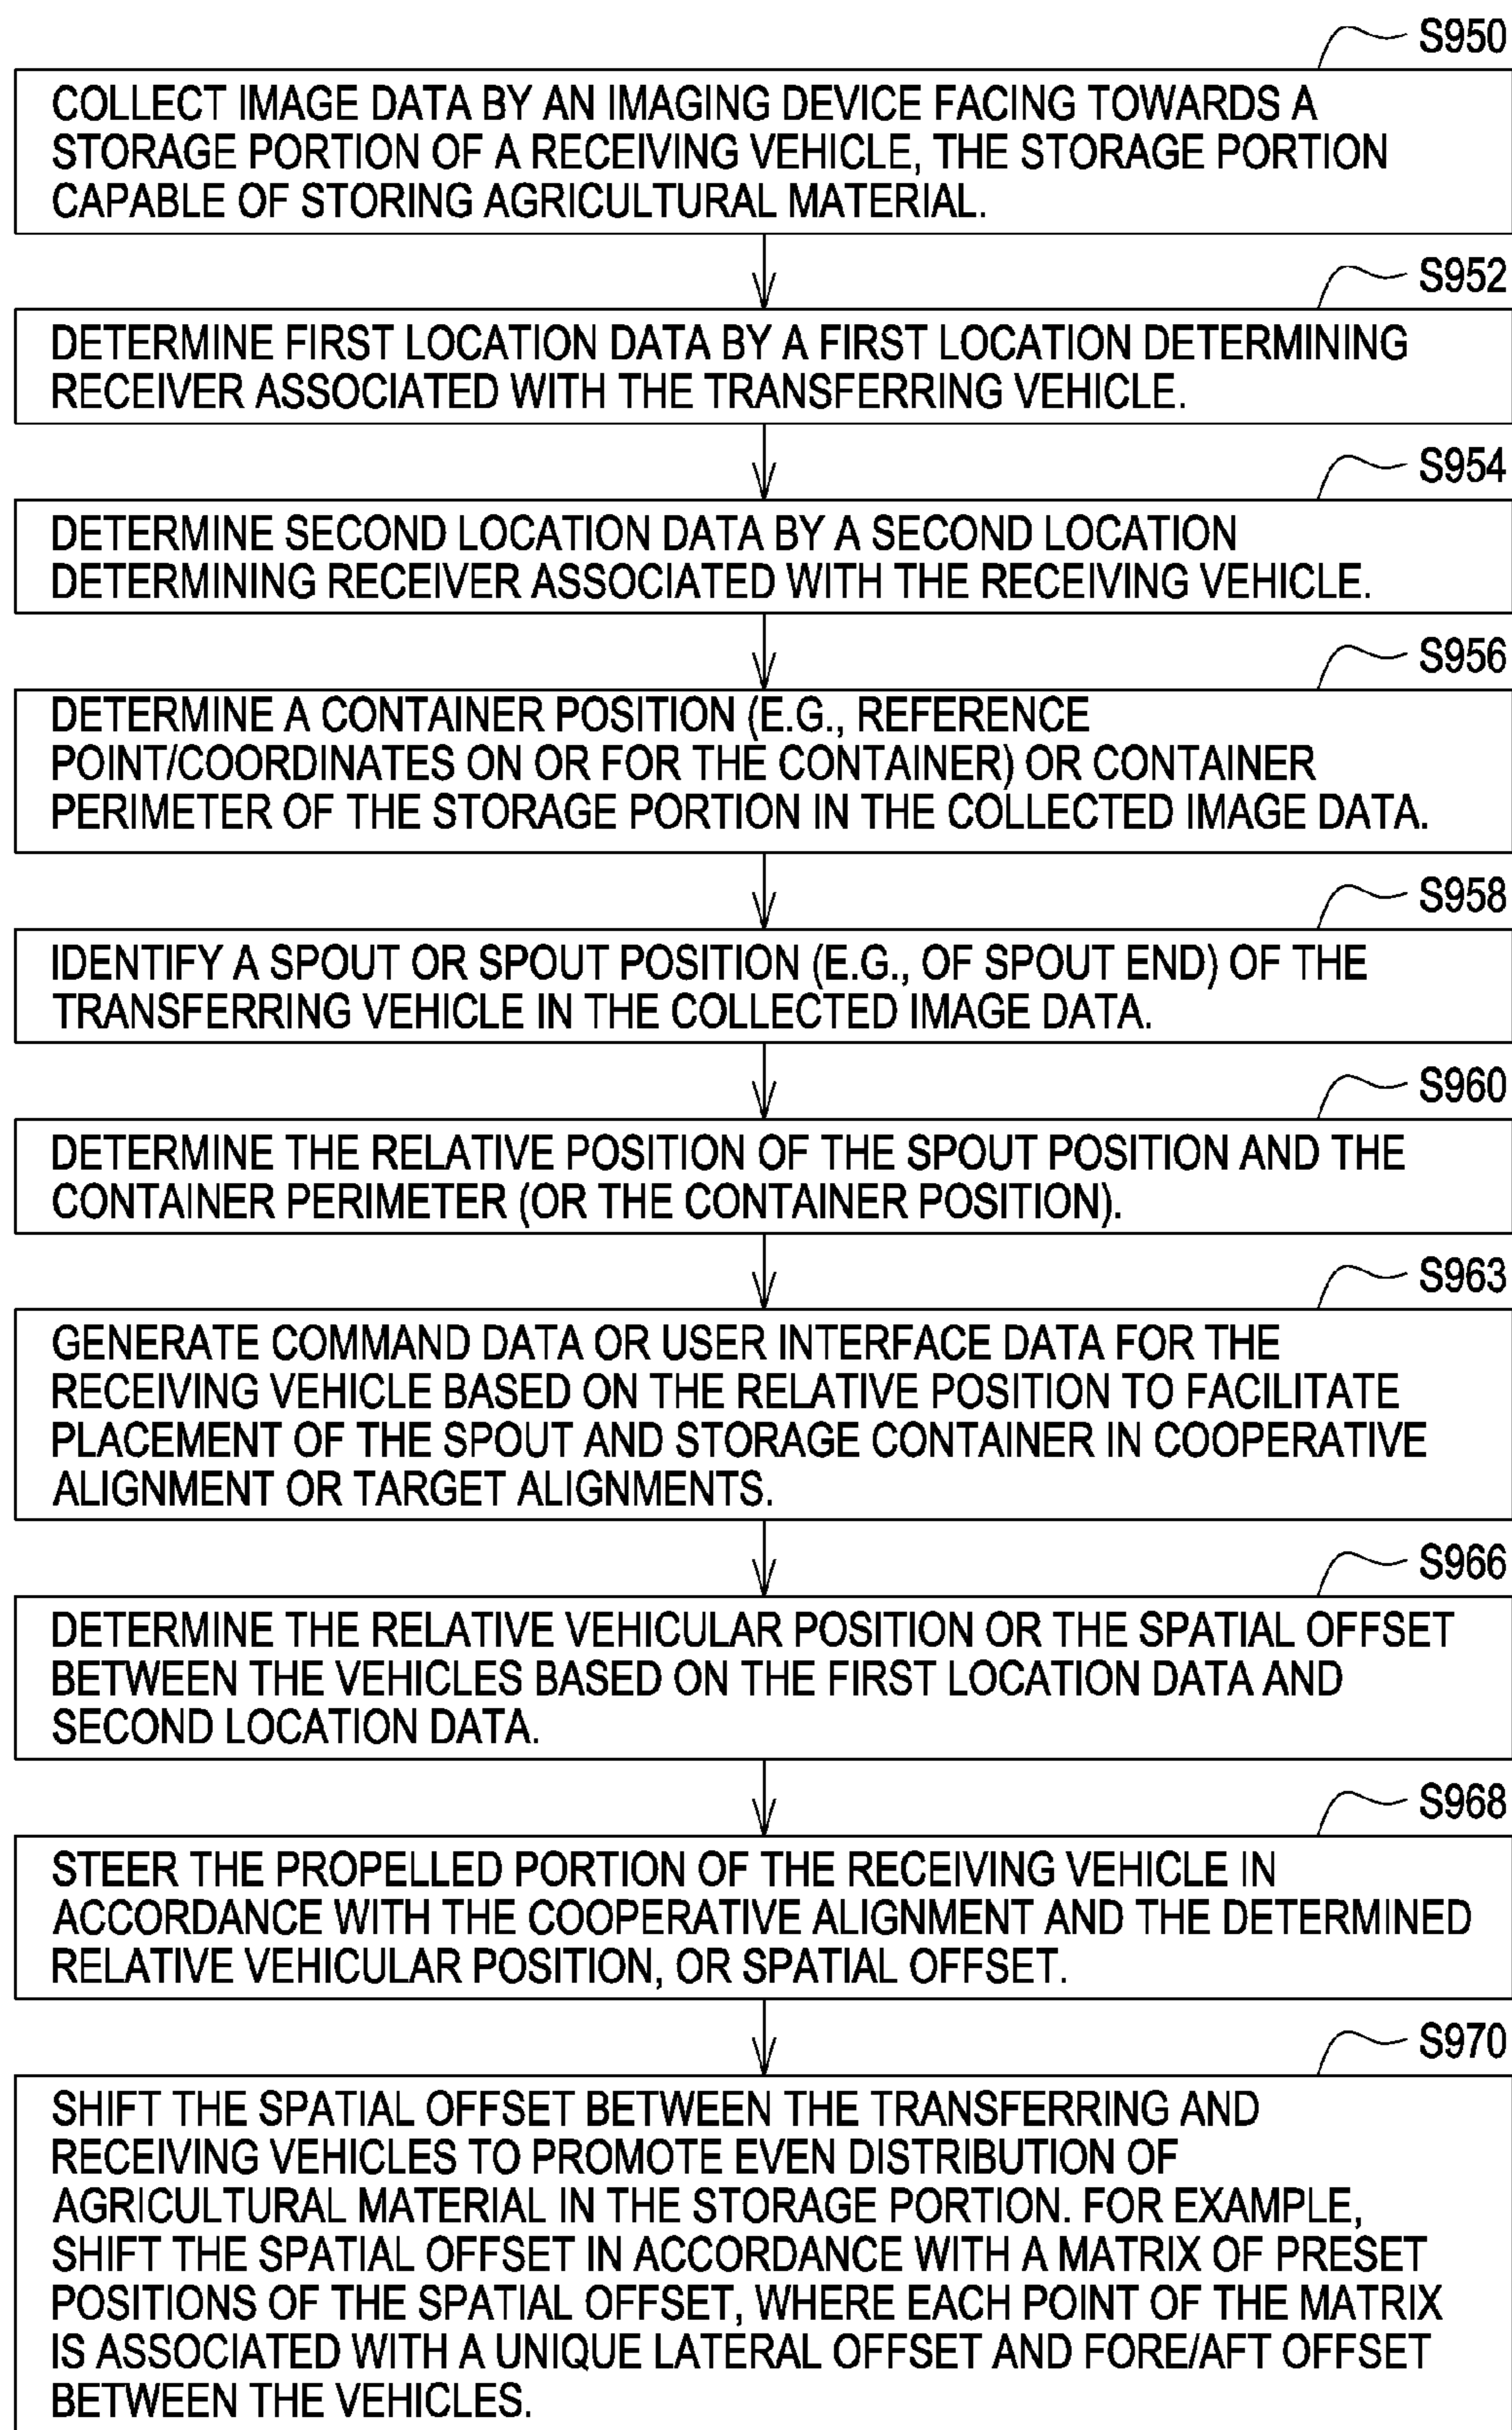 S950
COLLECT IMAGE DATA BY AN IMAGING DEVICE FACING TOWARDS A
STORAGE PORTION OF A RECEIVING VEHICLE, THE STORAGE PORTION
CAPABLE OF STORING AGRICULTURAL MATERIAL.
S952
DETERMINE FIRST LOCATION DATA BY A FIRST LOCATION DETERMINING
RECEIVER ASSOCIATED WITH THE TRANSFERRING VEHICLE.
S954
DETERMINE SECOND LOCATION DATA BY A SECOND LOCATION
DETERMINING RECEIVER ASSOCIATED WITH THE RECEIVING VEHICLE.
S956
DETERMINE A CONTAINER POSITION (E.G., REFERENCE
POINT/COORDINATES ON OR FOR THE CONTAINER) OR CONTAINER
PERIMETER OF THE STORAGE PORTION IN THE COLLECTED IMAGE DATA.
S958
IDENTIFY A SPOUT OR SPOUT POSITION (E.G., OF SPOUT END) OF THE
TRANSFERRING VEHICLE IN THE COLLECTED IMAGE DATA.
S960
DETERMINE THE RELATIVE POSITION OF THE SPOUT POSITION AND THE
CONTAINER PERIMETER (OR THE CONTAINER POSITION).
S963
GENERATE COMMAND DATA OR USER INTERFACE DATA FOR THE
RECEIVING VEHICLE BASED ON THE RELATIVE POSITION TO FACILITATE
PLACEMENT OF THE SPOUT AND STORAGE CONTAINER IN COOPERATIVE
ALIGNMENT OR TARGET ALIGNMENTS.
S966
DETERMINE THE RELATIVE VEHICULAR POSITION OR THE SPATIAL OFFSET
BETWEEN THE VEHICLES BASED ON THE FIRST LOCATION DATA AND
SECOND LOCATION DATA.
S968
STEER THE PROPELLED PORTION OF THE RECEIVING VEHICLE IN
ACCORDANCE WITH THE COOPERATIVE ALIGNMENT AND THE DETERMINED
RELATIVE VEHICULAR POSITION, OR SPATIAL OFFSET.
S970
SHIFT THE SPATIAL OFFSET BETWEEN THE TRANSFERRING AND
RECEIVING VEHICLES TO PROMOTE EVEN DISTRIBUTION OF
AGRICULTURAL MATERIAL IN THE STORAGE PORTION. FOR EXAMPLE,
SHIFT THE SPATIAL OFFSET IN ACCORDANCE WITH A MATRIX OF PRESET
POSITIONS OF THE SPATIAL OFFSET, WHERE EACH POINT OF THE MATRIX
IS ASSOCIATED WITH A UNIQUE LATERAL OFFSET AND FORE/AFT OFFSET
BETWEEN THE VEHICLES.